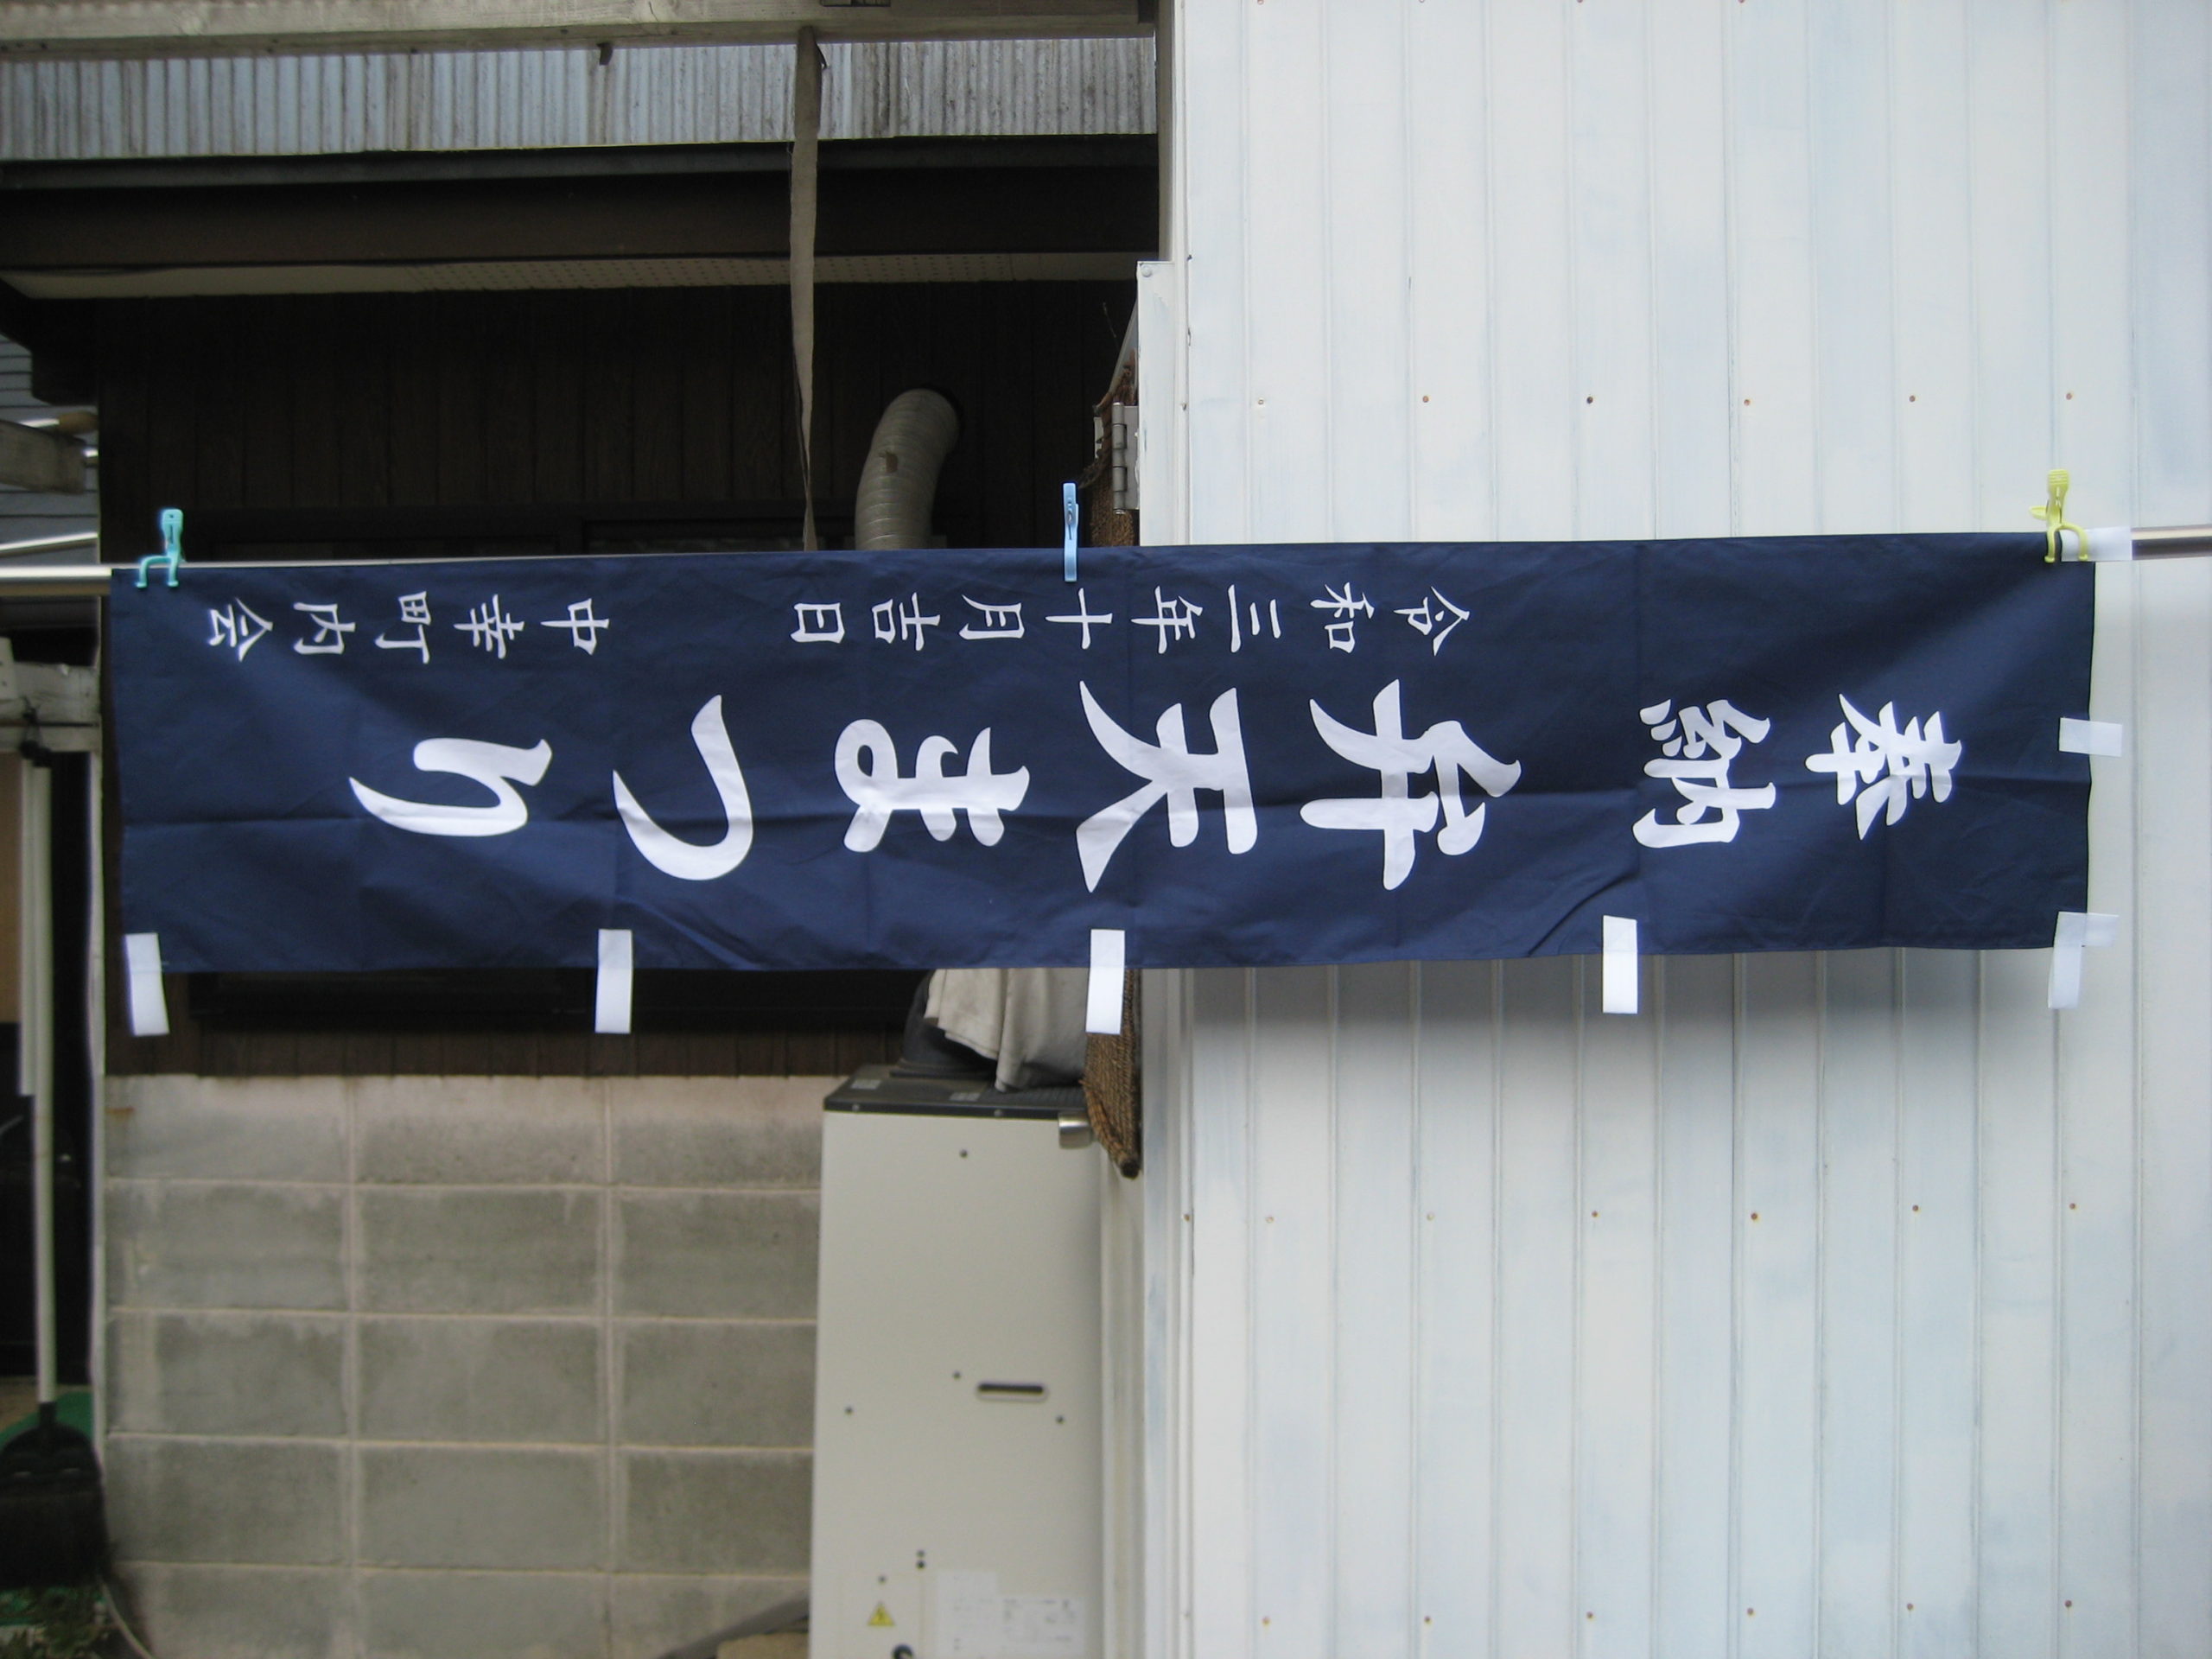 奉納
弁天まつり
令和三年十月吉日
中幸町内会